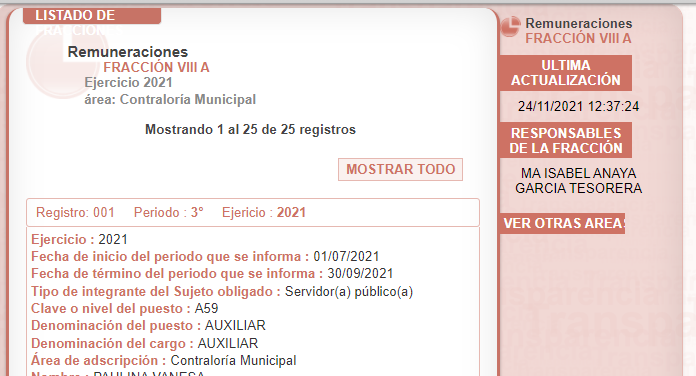 LISTADO DE
FRACCIONES
Remuneraciones
FRACCIÓN VIII A
Ejercicio 2021
área: Contraloría Municipal
Mostrando 1 al 25 de 25 registros
MOSTRAR TODO
Registro: 001 Periodo : 3° Ejericio : 2021
Ejercicio : 2021
Fecha de inicio del periodo que se informa : 01/07/2021
Fecha de término del periodo que se informa : 30/09/2021
Tipo de integrante del Sujeto obligado : Servidor(a) público(a)
Clave o nivel del puesto : A59
Denominación del puesto : AUXILIAR
Denominación del cargo : AUXILIAR
Área de adscripción : Contraloría Municipal
Nombre : PAULINA VANESA
Remuneraciones
FRACCIÓN VIII A
ULTIMA
ACTUALIZACIÓN
24/11/2021 12:37:24
RESPONSABLES
DE LA FRACCIÓN
MA ISABEL ANAYA
GARCIA TESORERA
VER OTRAS AREAS